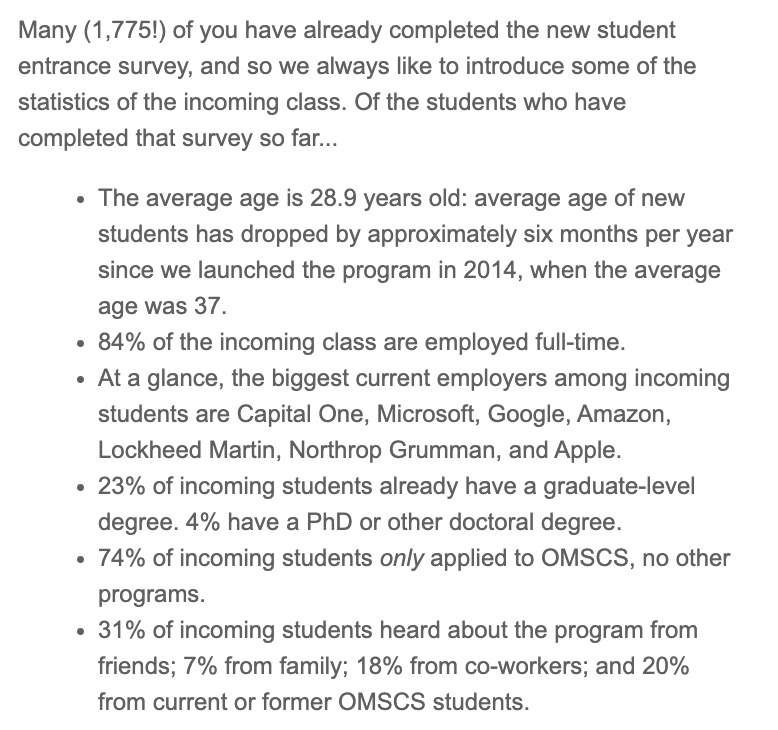 Many (1,775!) of you have already completed the new student
entrance survey, and so we always like to introduce some of the
statistics of the incoming class. Of the students who have
completed that survey so far...
• The average age is 28.9 years old: average age of new
students has dropped by approximately six months per year
since we launched the program in 2014, when the average
age was 37.
• 84% of the incoming class are employed full-time.
• At a glance, the biggest current employers among incoming
students are Capital One, Microsoft, Google, Amazon,
Lockheed Martin, Northrop Grumman, and Apple.
• 23% of incoming students already have a graduate-level
degree. 4% have a PhD or other doctoral degree.
• 74% of incoming students only applied to OMSCS, no other
programs.
• 31% of incoming students heard about the program from
friends; 7% from family; 18% from co-workers; and 20%
from current or former OMSCS students.